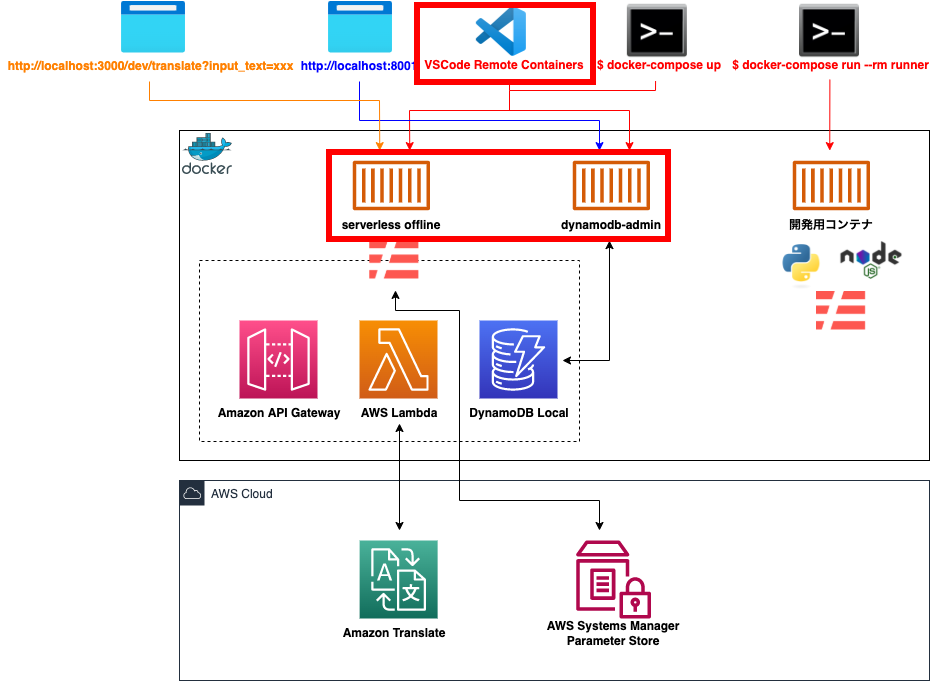 http://localhost:3000/dev/translate?input_text=xxx
http://localhost:8001
VSCode Remote Containers
$ docker-compose up
$ docker-compose run --rm runner
docker
serverless offline
dynamodb-admin
開発用コンテナ
node
JS
</>
Amazon API Gateway
AWS Lambda
DynamoDB Local
AWS Cloud
A
文
Amazon Translate
AWS Systems Manager
Parameter Store